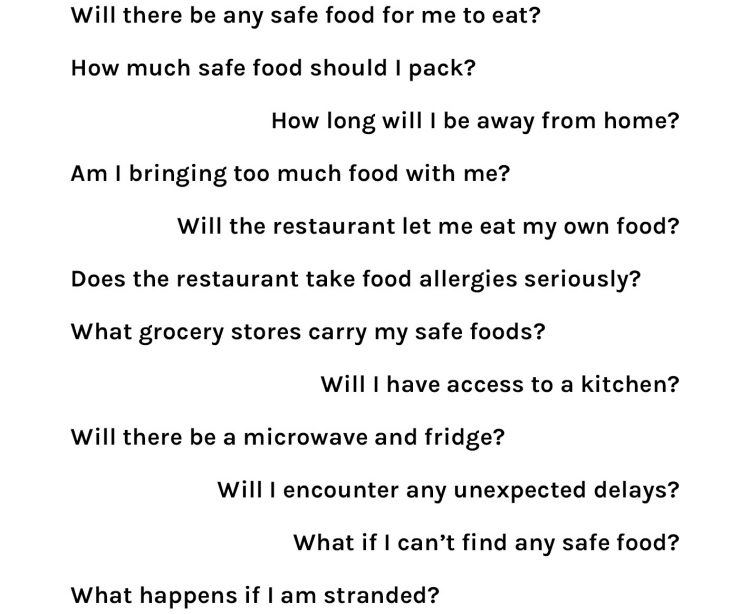 Will there be any safe food for me to eat?
How much safe food should I pack?
How long will I be away from home?
Am I bringing too much food with me?
Will the restaurant let me eat my own food?
Does the restaurant take food allergies seriously?
What grocery stores carry my safe foods?
Will I have access to a kitchen?
Will there be a microwave and fridge?
Will I encounter any unexpected delays?
What if I can’t find any safe food?
What happens if I am stranded?